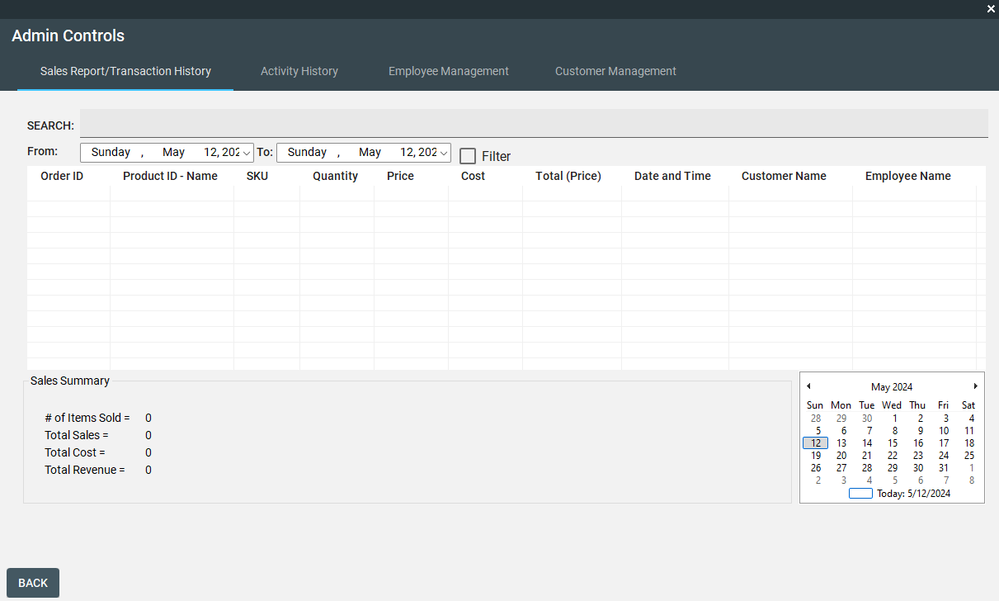 Admin Controls
Sales Report/Transaction History Activity History Employee Management Customer Management
SEARCH:
From: Sunday , May 12, 202 To: Sunday , May 12, 202 Filter
Order ID Product ID - Name SKU Quantity Price Cost Total (Price) Date and Time Customer Name Employee Name
Sales Summary
# of Items Sold = 0
Total Sales = 0
Total Cost = 0
Total Revenue = 0
May 2024
Sun Mon Tue Wed Thu Fri Sat
28 29 30 1 2 3 4
5 6 7 8 9 10 11
12 13 14 15 16 17 18
19 20 21 22 23 24 25
26 27 28 29 30 31 1
2 3 4 5 6 7 8
Today: 5/12/2024
BACK